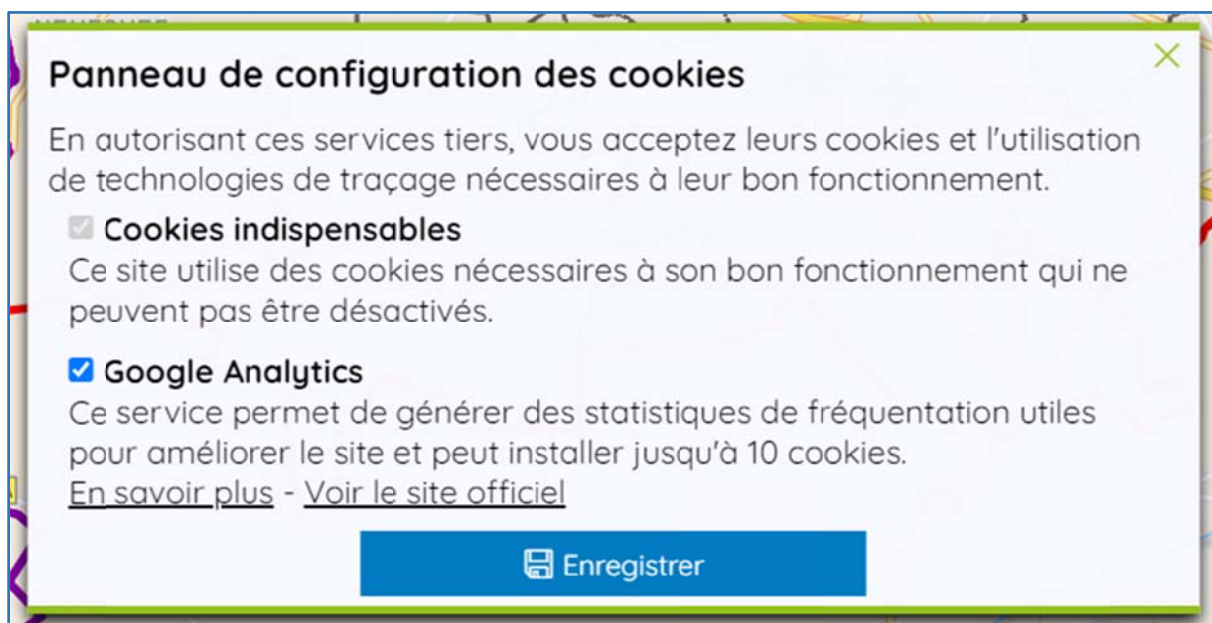 Panneau de configuration des cookies
En autorisant ces services tiers, vous acceptez leurs cookies et l'utilisation
de technologies de traçage nécessaires à leur bon fonctionnement.
Cookies indispensables
Ce site utilise des cookies nécessaires à son bon fonctionnement qui ne
peuvent pas être désactivés.
Google Analytics
Ce service permet de générer des statistiques de fréquentation utiles
pour améliorer le site et peut installer jusqu'à 10 cookies.
En savoir plus - Voir le site officiel
Enregistrer